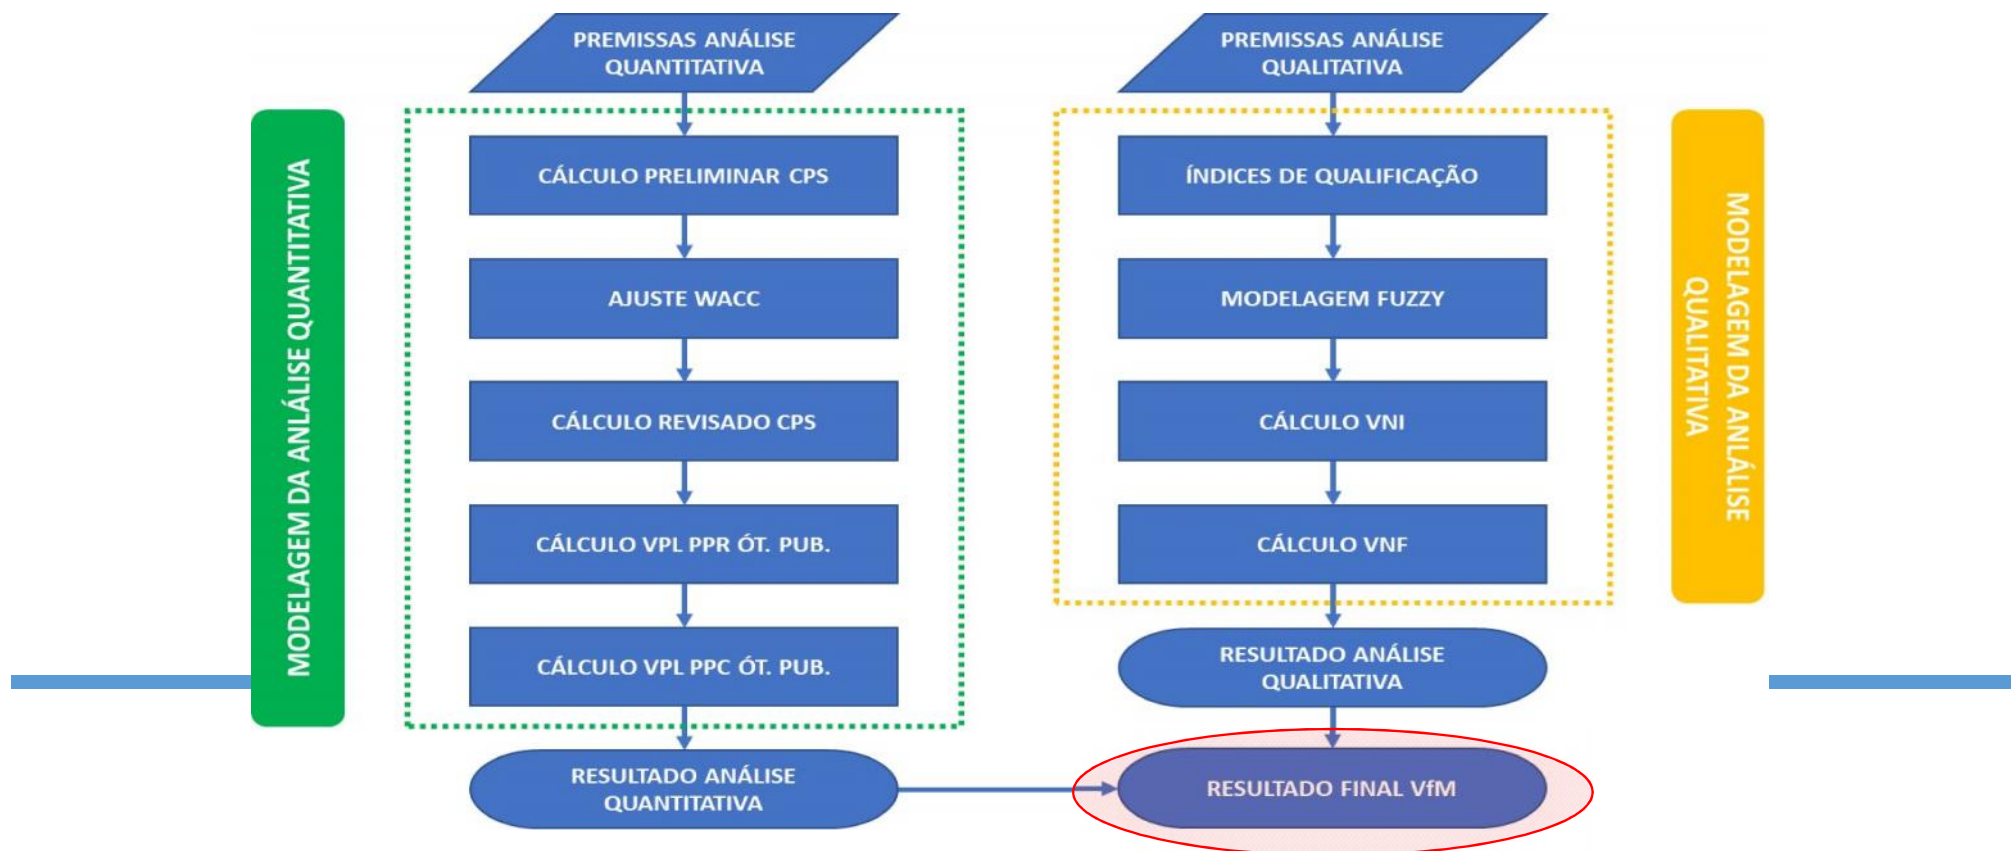 PREMISSAS ANÁLISE
QUANTITATIVA
MODELAGEM DA ANLÁLISE QUANTITATIVA
CÁLCULO PRELIMINAR CPS
AJUSTE WACC
CÁLCULO REVISADO CPS
CÁLCULO VPL PPR ÓT. PUB.
CÁLCULO VPL PPC ÓT. PUB.
RESULTADO ANÁLISE
QUANTITATIVA
PREMISSAS ANÁLISE
QUALITATIVA
ÍNDICES DE QUALIFICAÇÃO
MODELAGEM FUZZY
CÁLCULO VNI
CÁLCULO VNF
MODELAGEM DA ANLÁLISE
QUALITATIVA
RESULTADO ANÁLISE
QUALITATIVA
RESULTADO FINAL VfM